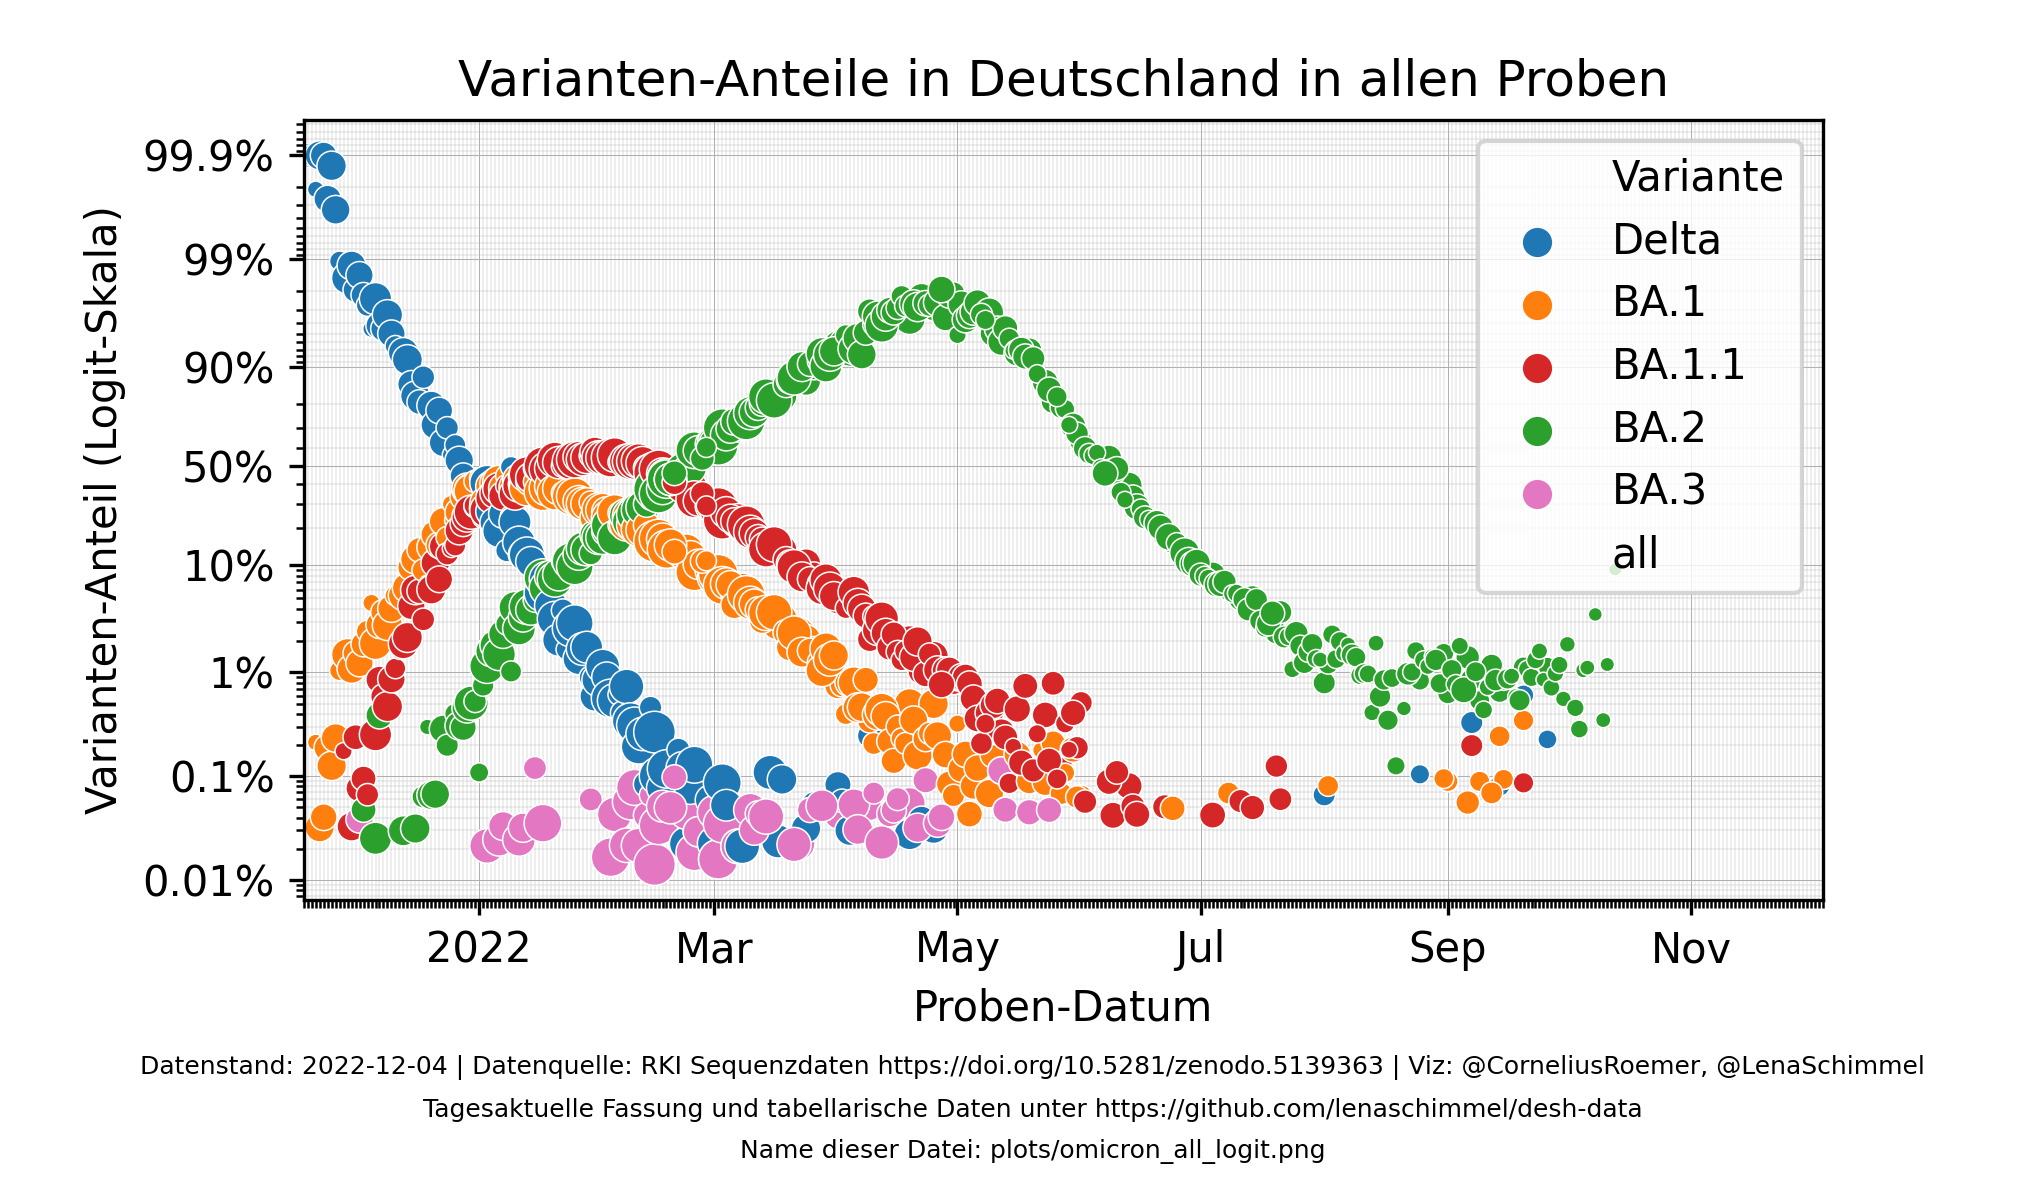 Varianten-Anteile in Deutschland in allen Proben
Varianten-Anteil (Logit-Skala)
99.9%
99%
90%
50%
10%
1%
0.1%
0.01%
Variante
Delta
BA.1
BA.1.1
BA.2
BA.3
all
2022
Mar
May
Jul
Sep
Nov
Proben-Datum
Datenstand: 2022-12-04 | Datenquelle: RKI Sequenzdaten https://doi.org/10.5281/zenodo.5139363 | Viz: @CorneliusRoemer, @LenaSchimmel
Tagesaktuelle Fassung und tabellarische Daten unter https://github.com/lenaschimmel/desh-data
Name dieser Datei: plots/omicron_all_logit.png